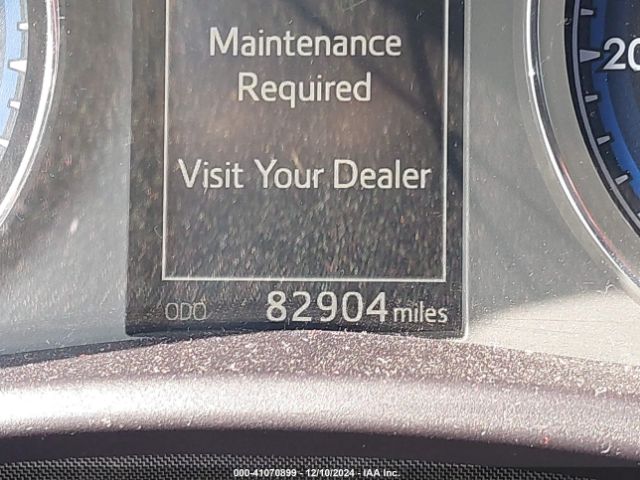 Maintenance
Required
Visit Your Dealer
20
ODO 82904 miles
000-41070899 - 12/10/2024 - IAA Inc.